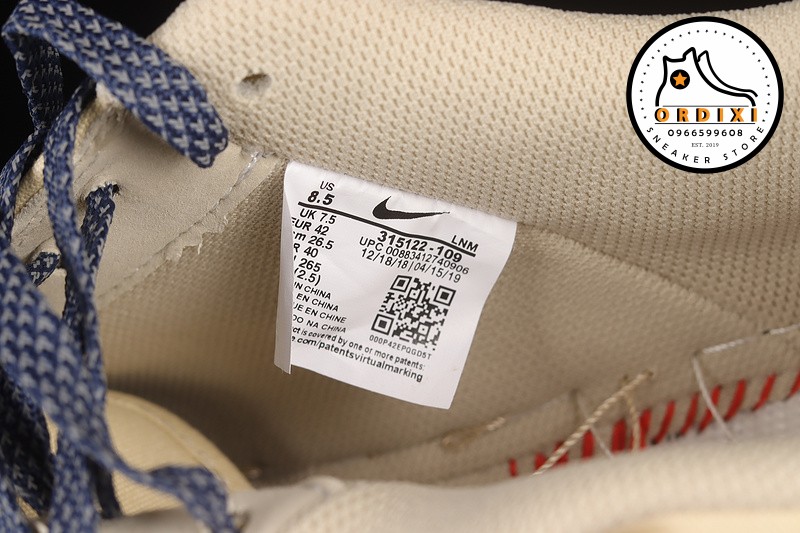 ORDIXI
0966599608
EST. 2019
SNEAKER STORE
US
8.5
UK 7.5
EUR 42
cm 26.5
BR 40
265
(2.5)
IN CHINA
EN CHINA
EN CHINE
NA CHINA
LNM
315122-109
UPC 00883412740906
12/18/18 | 04/15/19
000P42EPQGD5T
is covered by one or more patents:
.com/patentsvirtualmarking